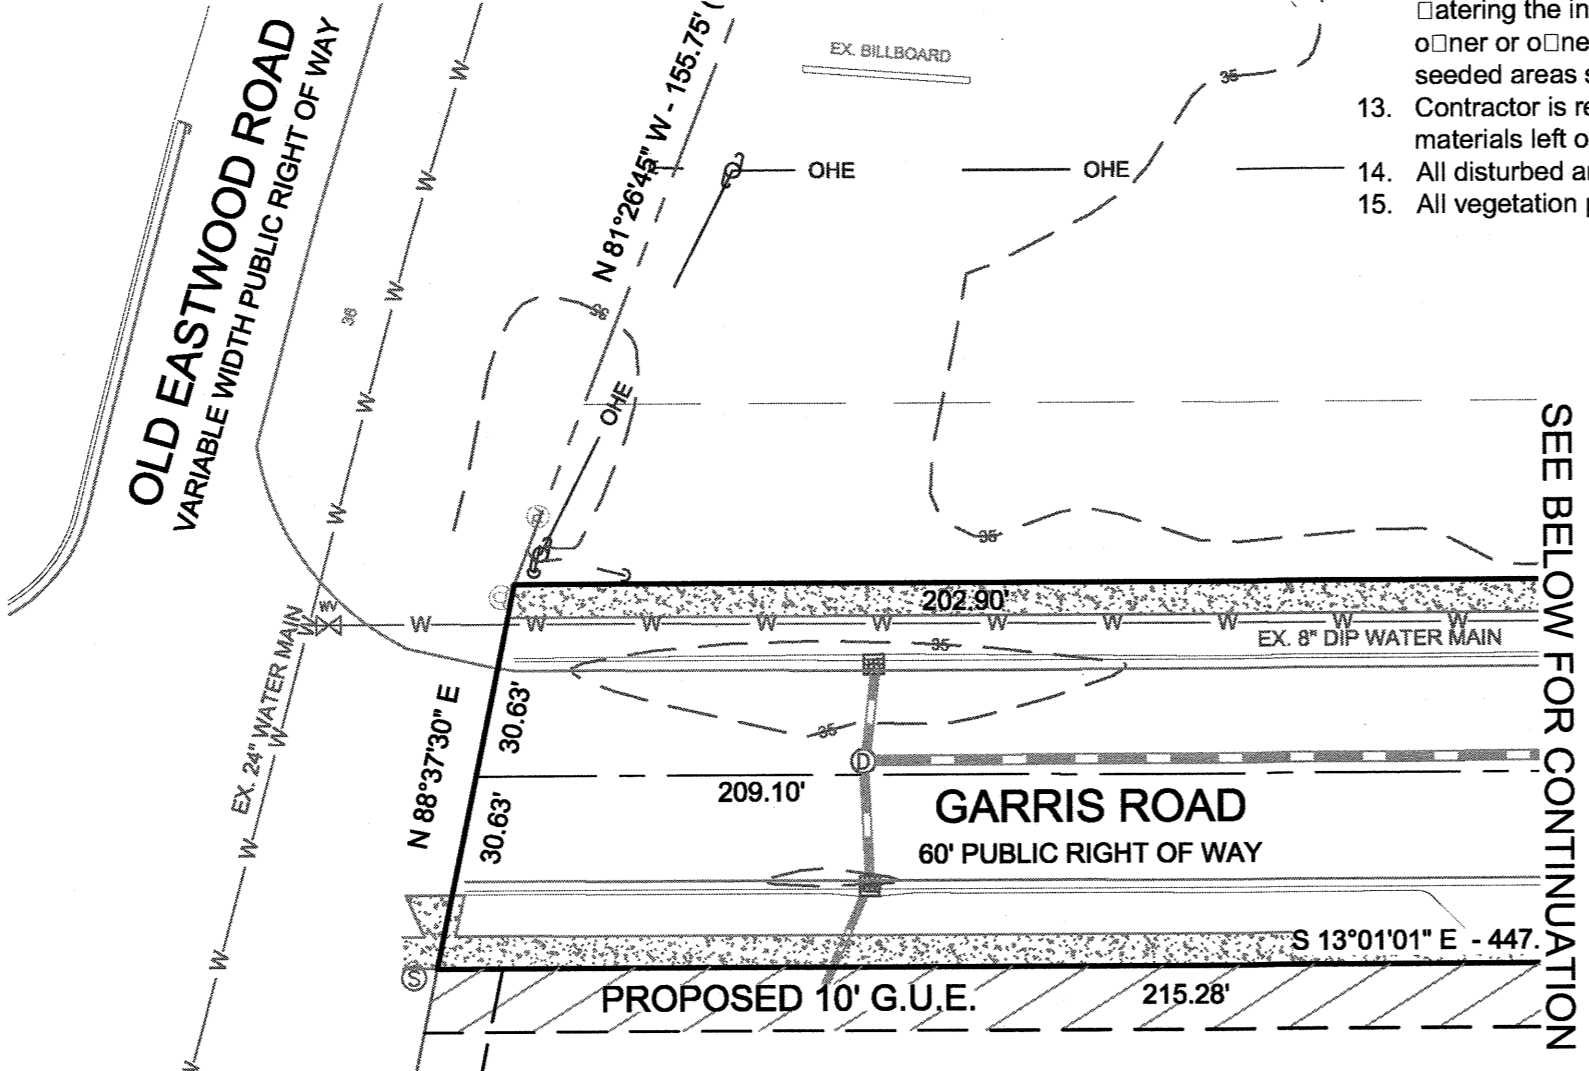 □atering the in
o□ner or o□ne
seeded areas s
13. Contractor is re
materials left o
14. All disturbed ar
15. All vegetation p
OLD EASTWOOD ROAD
VARIABLE WIDTH PUBLIC RIGHT OF WAY
N 81°26'45" W - 155.75' (
EX. BILLBOARD
35
OHE
OHE
36
OHE
35
SEE BELOW FOR CONTINUATION
202.90'
W
W
W
W
W
W
WV
W
W
W
W
W
W
W
W
W
W
W
EX. 8" DIP WATER MAIN
35
EX. 24" WATER MAIN
W
W
W
W
N 88°37'30" E
30.63'
30.63'
35
D
209.10'
GARRIS ROAD
60' PUBLIC RIGHT OF WAY
S 13°01'01" E - 447.
S
PROPOSED 10' G.U.E.
215.28'